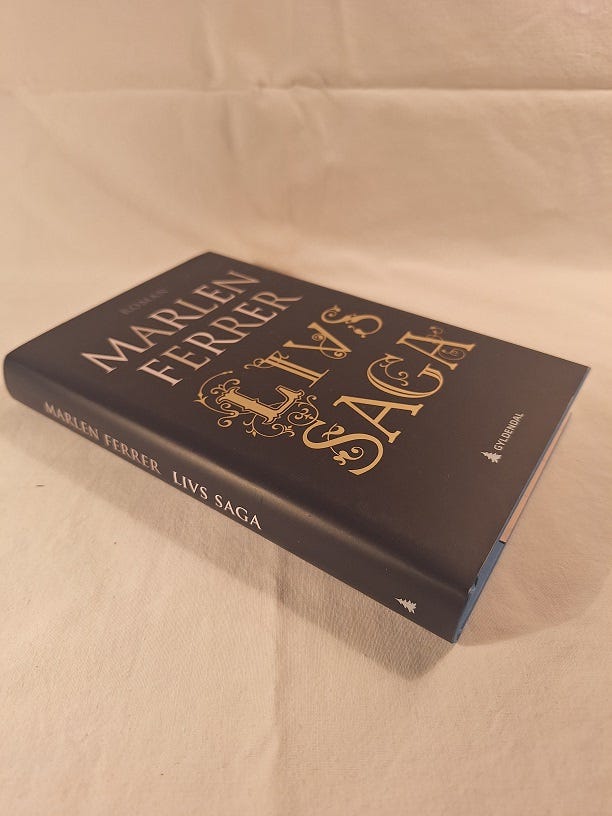 ROMAN
MARLEN
FERRER
LIVS
SAGA
GYLDENDAL
MARLEN FERRER LIVS SAGA